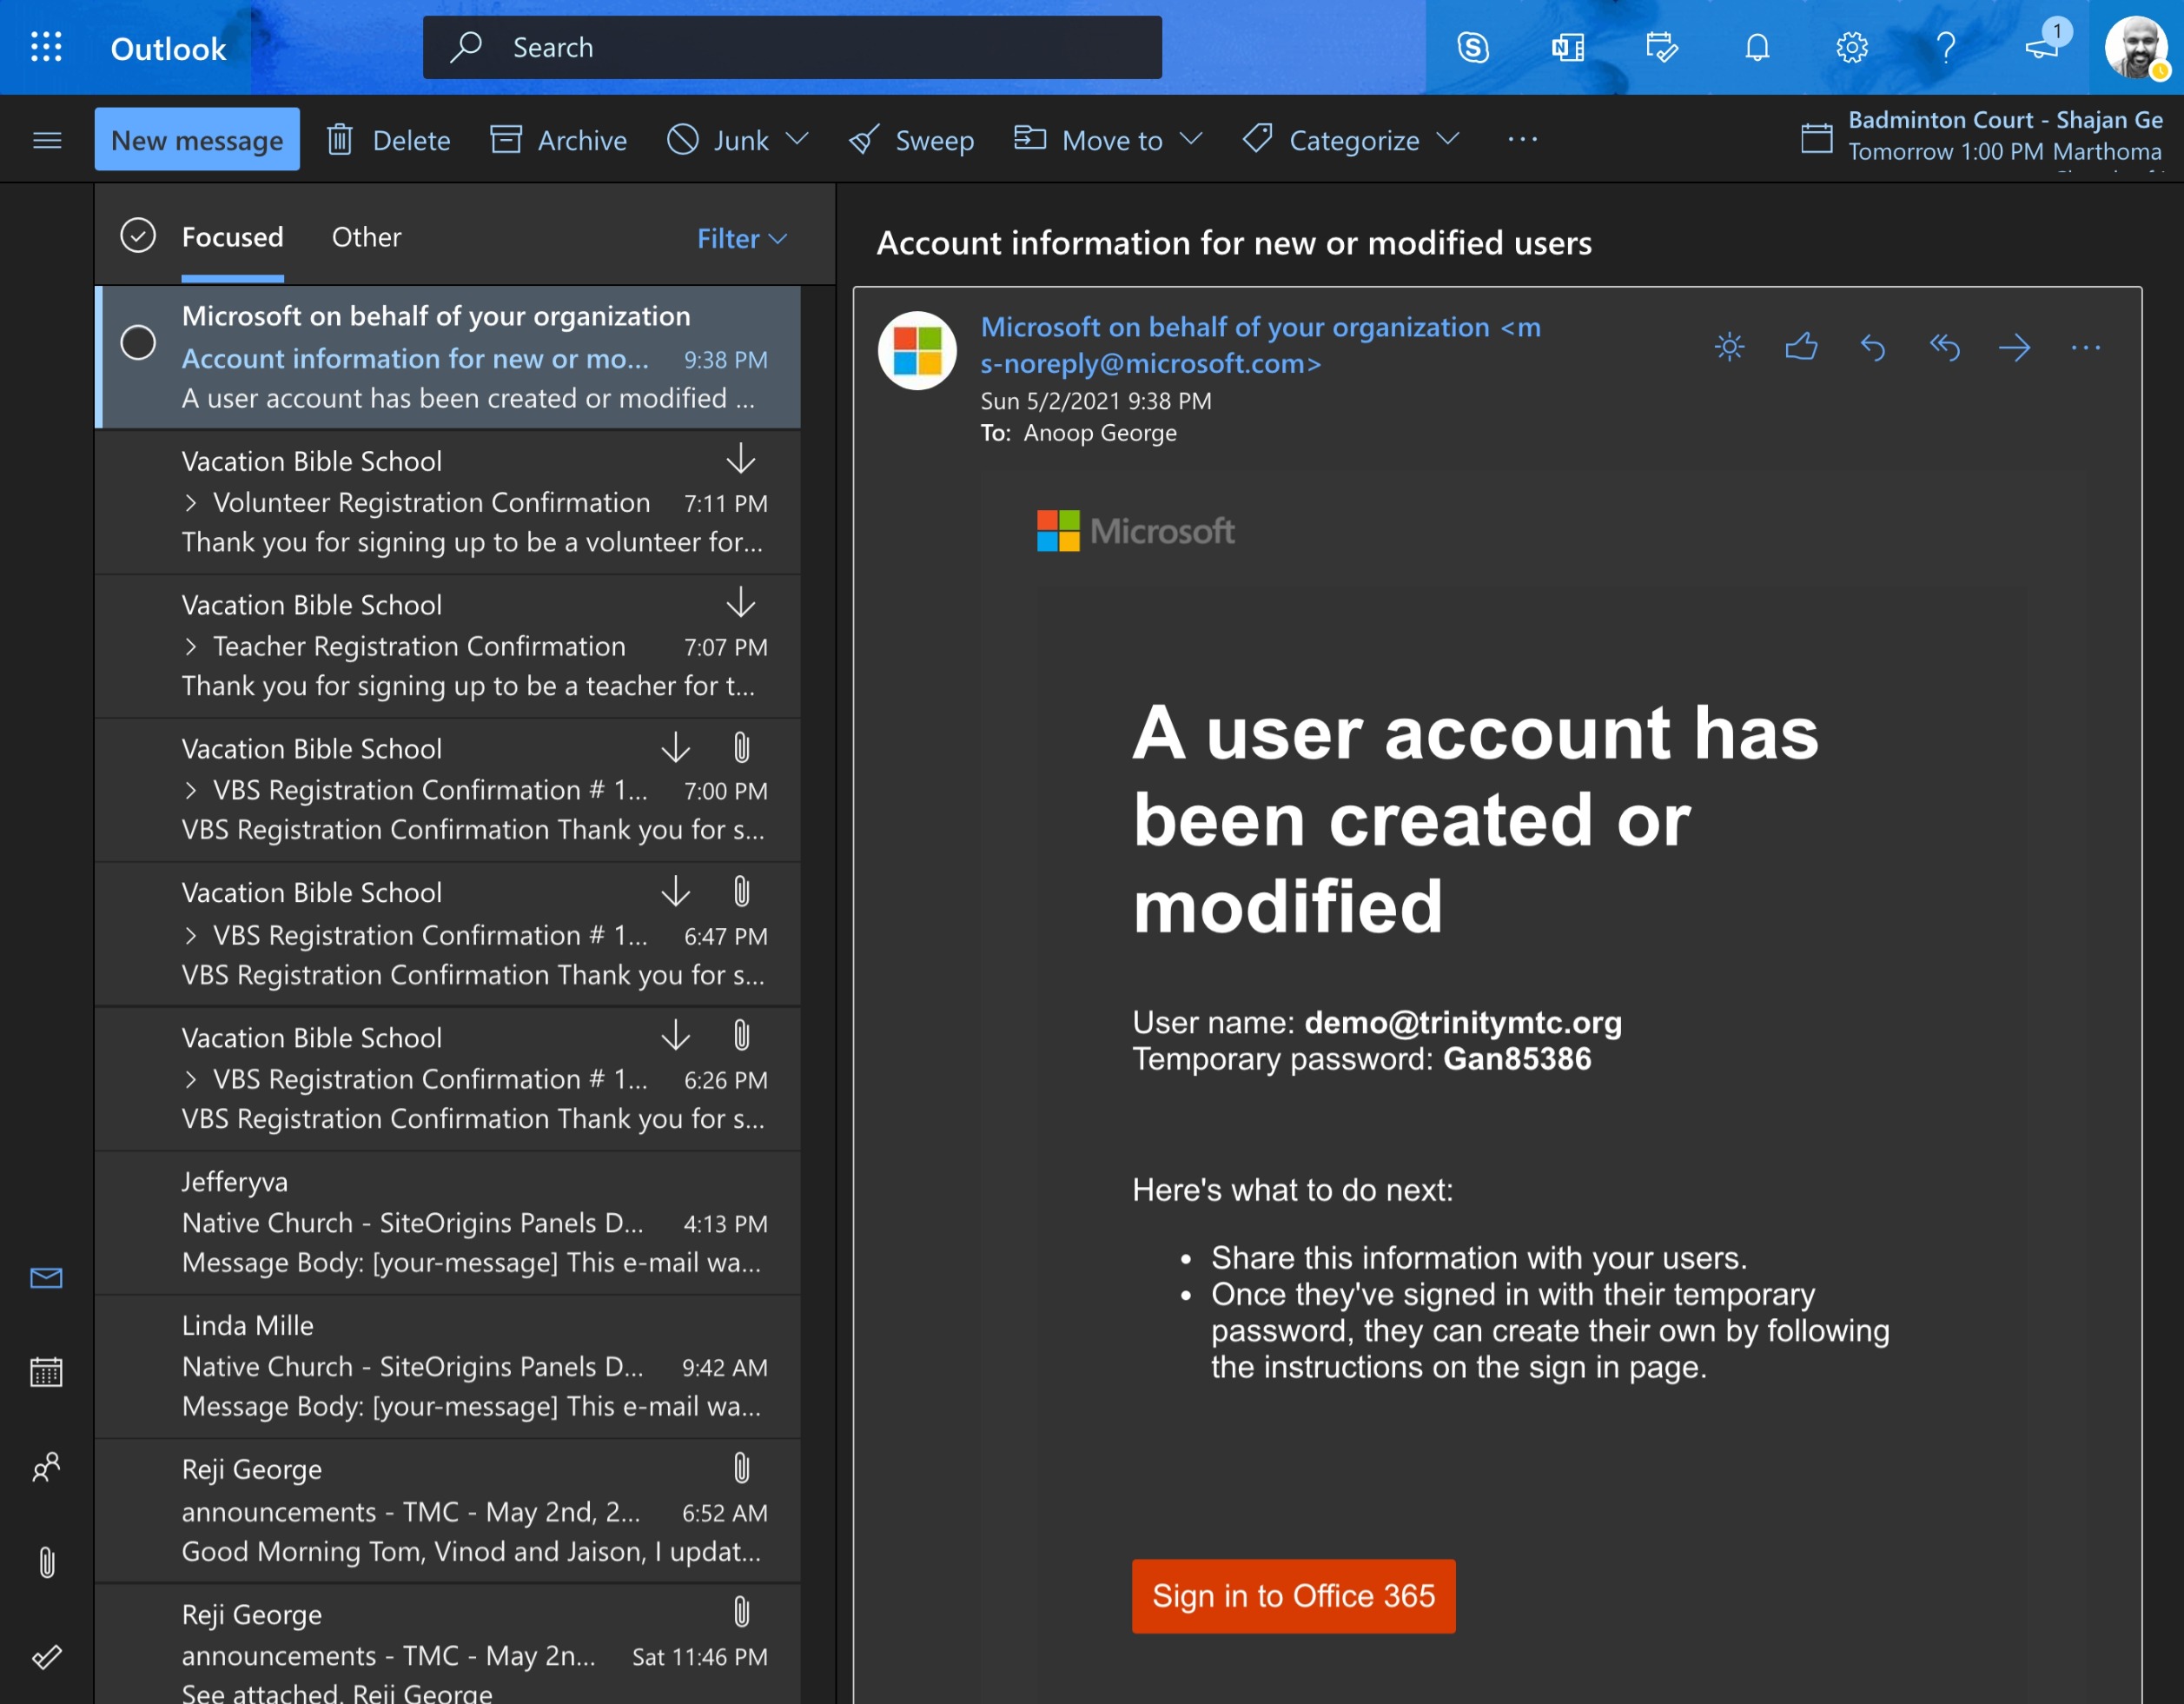 Outlook
Search
1
New message
Delete
Archive
Junk
Sweep
Move to
Categorize
Badminton Court - Shajan Ge
Tomorrow 1:00 PM Marthoma
Focused
Other
Filter
Microsoft on behalf of your organization
Account information for new or mo... 9:38 PM
A user account has been created or modified ...
Vacation Bible School
> Volunteer Registration Confirmation 7:11 PM
Thank you for signing up to be a volunteer for...
Vacation Bible School
> Teacher Registration Confirmation 7:07 PM
Thank you for signing up to be a teacher for t...
Vacation Bible School
> VBS Registration Confirmation # 1... 7:00 PM
VBS Registration Confirmation Thank you for s...
Vacation Bible School
> VBS Registration Confirmation # 1... 6:47 PM
VBS Registration Confirmation Thank you for s...
Vacation Bible School
> VBS Registration Confirmation # 1... 6:26 PM
VBS Registration Confirmation Thank you for s...
Jefferyva
Native Church - SiteOrigins Panels D... 4:13 PM
Message Body: [your-message] This e-mail wa...
Linda Mille
Native Church - SiteOrigins Panels D... 9:42 AM
Message Body: [your-message] This e-mail wa...
Reji George
announcements - TMC - May 2nd, 2... 6:52 AM
Good Morning Tom, Vinod and Jaison, I updat...
Reji George
announcements - TMC - May 2n... Sat 11:46 PM
See attached. Reji George
Account information for new or modified users
Microsoft on behalf of your organization <m
s-noreply@microsoft.com>
Sun 5/2/2021 9:38 PM
To: Anoop George
Microsoft
A user account has
been created or
modified
User name: demo@trinitymtc.org
Temporary password: Gan85386
Here's what to do next:
• Share this information with your users.
• Once they've signed in with their temporary
password, they can create their own by following
the instructions on the sign in page.
Sign in to Office 365